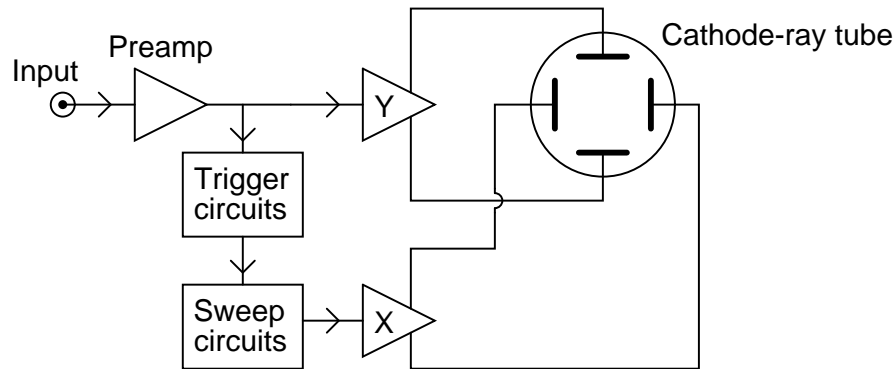 Cathode-ray tube
Preamp
Input
Y
Trigger
circuits
Sweep
circuits
X